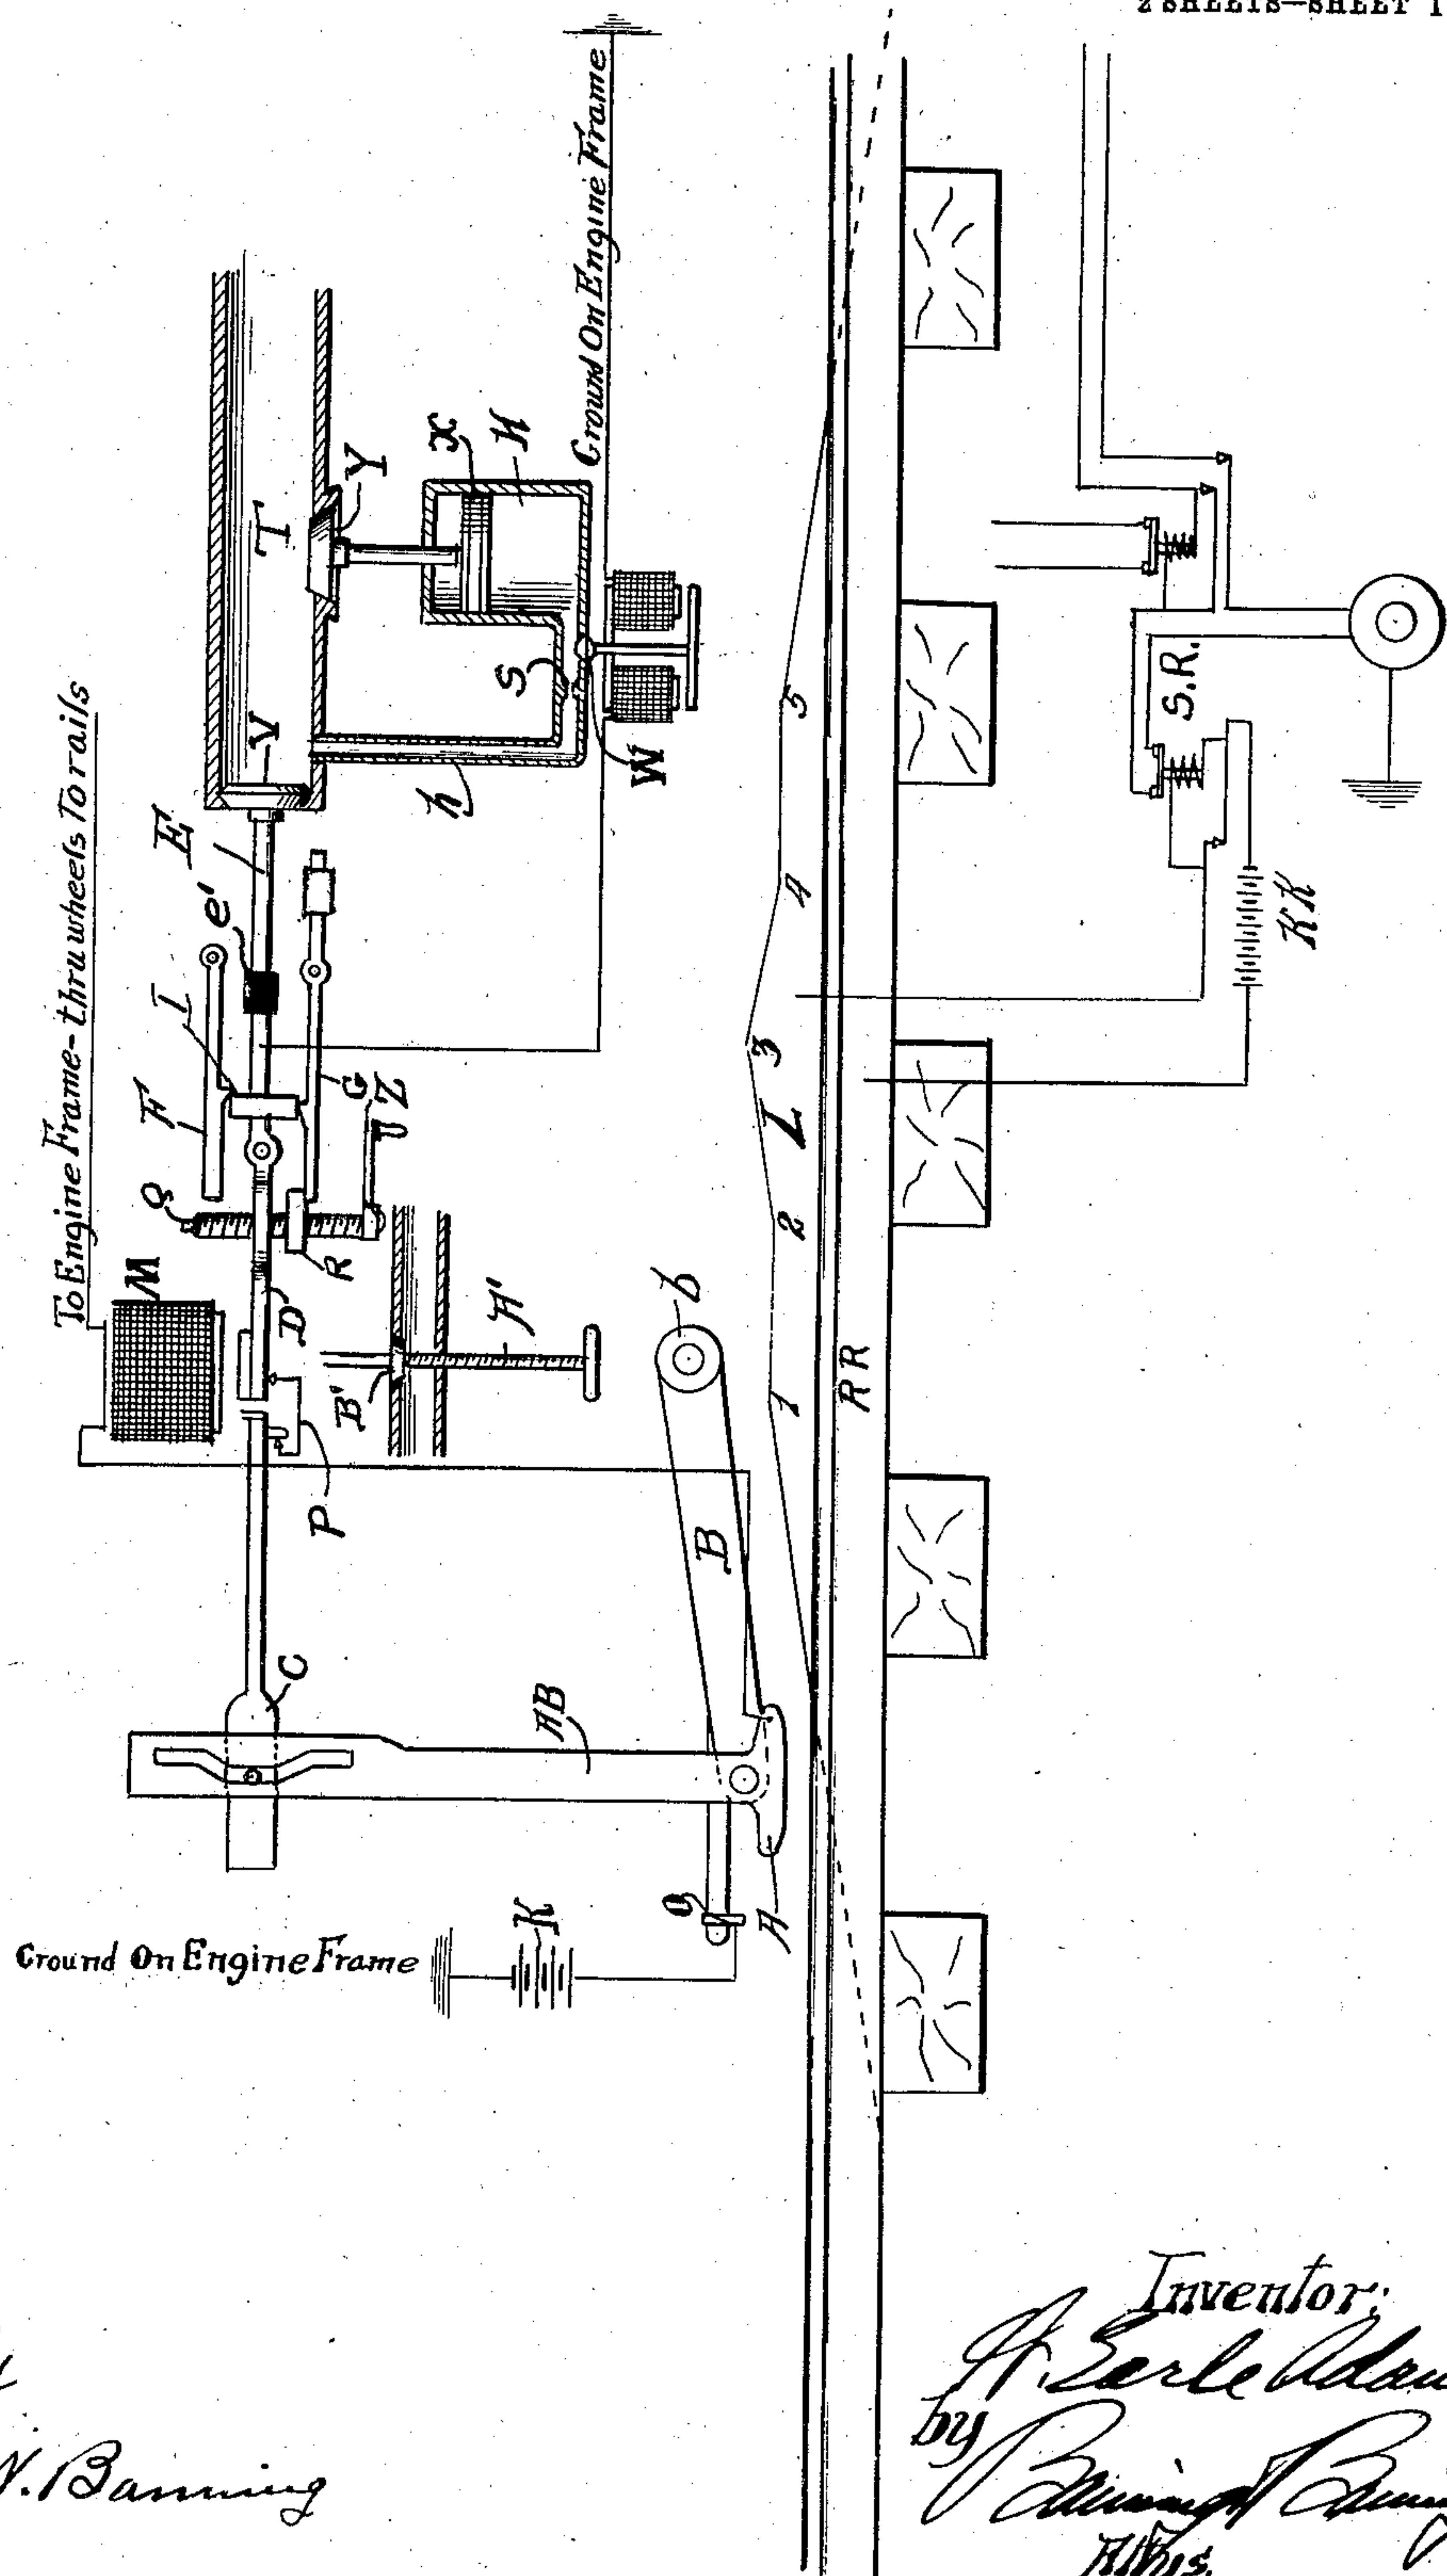 2 SHEETS—SHEET 1
Ground On Engine Frame
To Engine Frame-thru wheels To rails
T
Y
x
H
S
W
V
h
E
e'
I
F
G
Z
Q
R
D
M
P
B'
A'
C
AB
B
b
O
A
K
Ground On Engine Frame
1
2
L
3
4
5
RR
S.R.
KK
Inventor:
H. Earle
by
N. Banning
Attys.